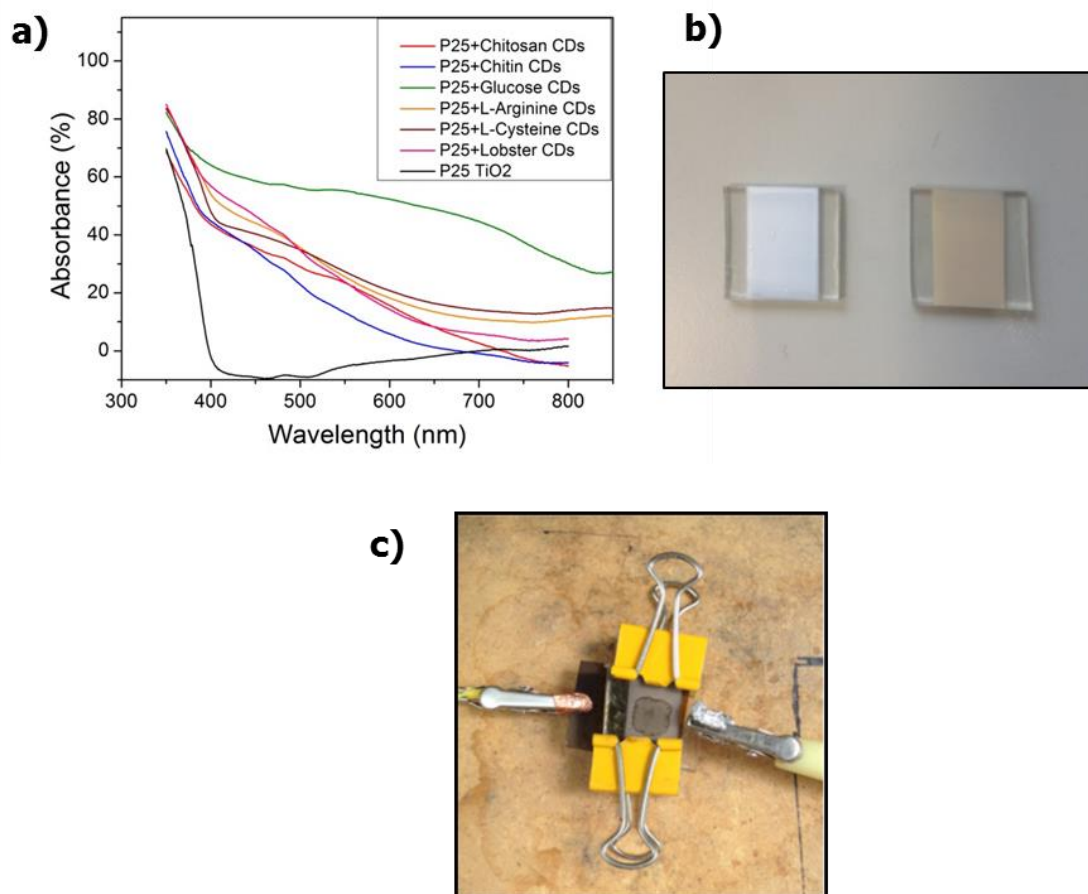 a)
P25+Chitosan CDs
P25+Chitin CDs
P25+Glucose CDs
P25+L-Arginine CDs
P25+L-Cysteine CDs
P25+Lobster CDs
P25 TiO2
Absorbance (%)
100
80
60
40
20
0
300 400 500 600 700 800
Wavelength (nm)
b)
c)